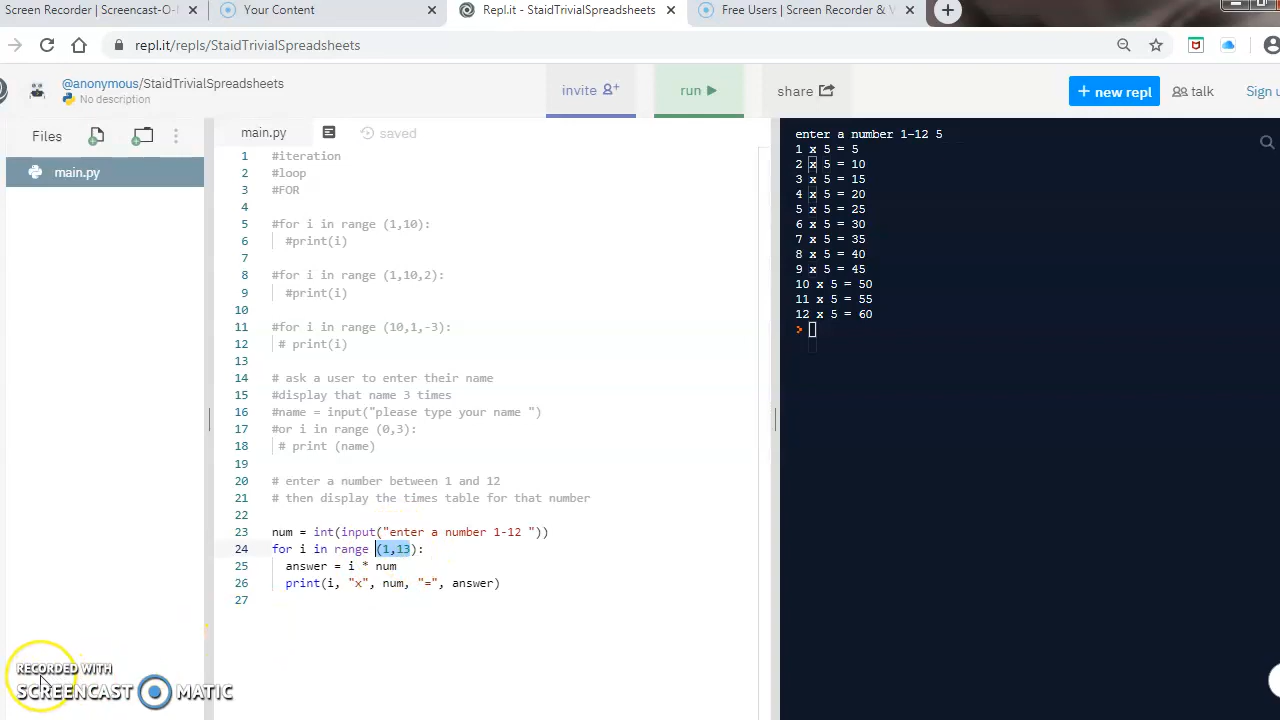 Screen Recorder | Screencast-O-
Your Content
Repl.it - StaidTrivialSpreadsheets
Free Users | Screen Recorder &
repl.it/repls/StaidTrivialSpreadsheets
@anonymous/StaidTrivialSpreadsheets
No description
invite
run
share
+ new repl
talk
Sign u
Files
main.py
saved
main.py
1 #iteration
2 #loop
3 #FOR
4
5 #for i in range (1,10):
6 #print(i)
7
8 #for i in range (1,10,2):
9 #print(i)
10
11 #for i in range (10,1,-3):
12 # print(i)
13
14 # ask a user to enter their name
15 #display that name 3 times
16 #name = input("please type your name ")
17 #or i in range (0,3):
18 # print (name)
19
20 # enter a number between 1 and 12
21 # then display the times table for that number
22
23 num = int(input("enter a number 1-12 "))
24 for i in range (1,13):
25 answer = i * num
26 print(i, "x", num, "=", answer)
27
enter a number 1-12 5
1 x 5 = 5
2 x 5 = 10
3 x 5 = 15
4 x 5 = 20
5 x 5 = 25
6 x 5 = 30
7 x 5 = 35
8 x 5 = 40
9 x 5 = 45
10 x 5 = 50
11 x 5 = 55
12 x 5 = 60
>
RECORDED WITH
SCREENCAST MATIC